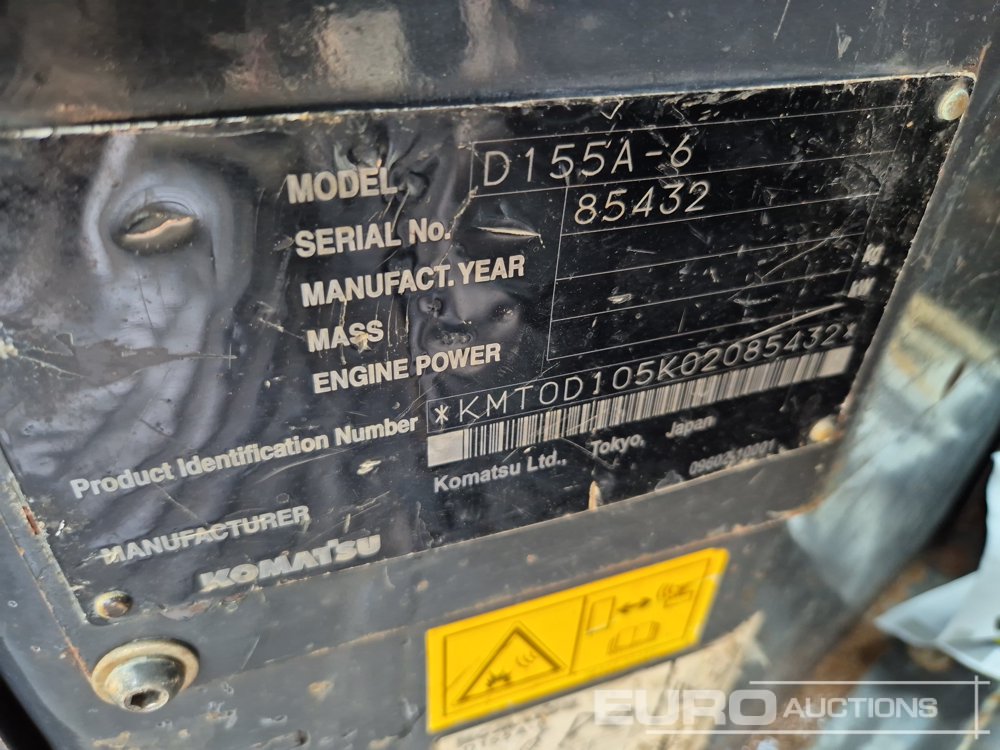 MODEL D155A-6
SERIAL No. 85432
MANUFACT. YEAR
MASS
ENGINE POWER kW
Product Identification Number *KMT0D105K02085432*
Komatsu Ltd., Tokyo, Japan
MANUFACTURER
KOMATSU
EURO AUCTIONS